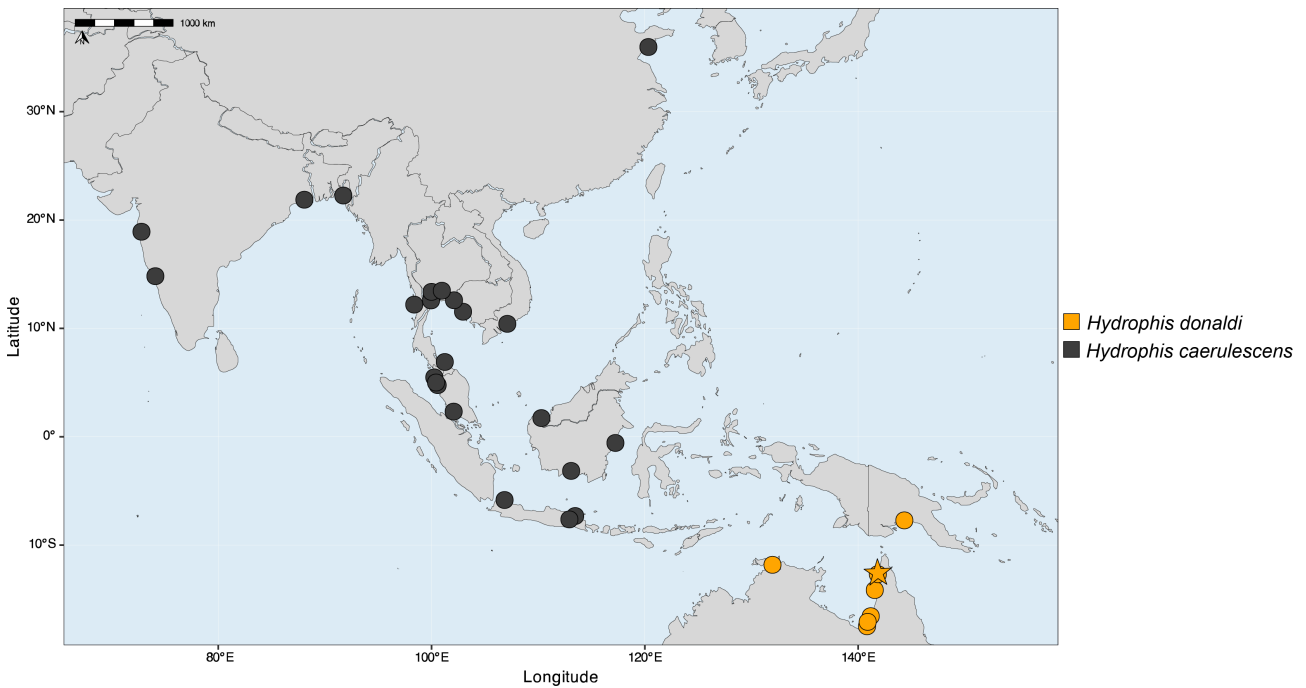 1000 km
30°N
20°N
10°N
0°
10°S
80°E
100°E
120°E
140°E
Latitude
Longitude
Hydrophis donaldi
Hydrophis caerulescens